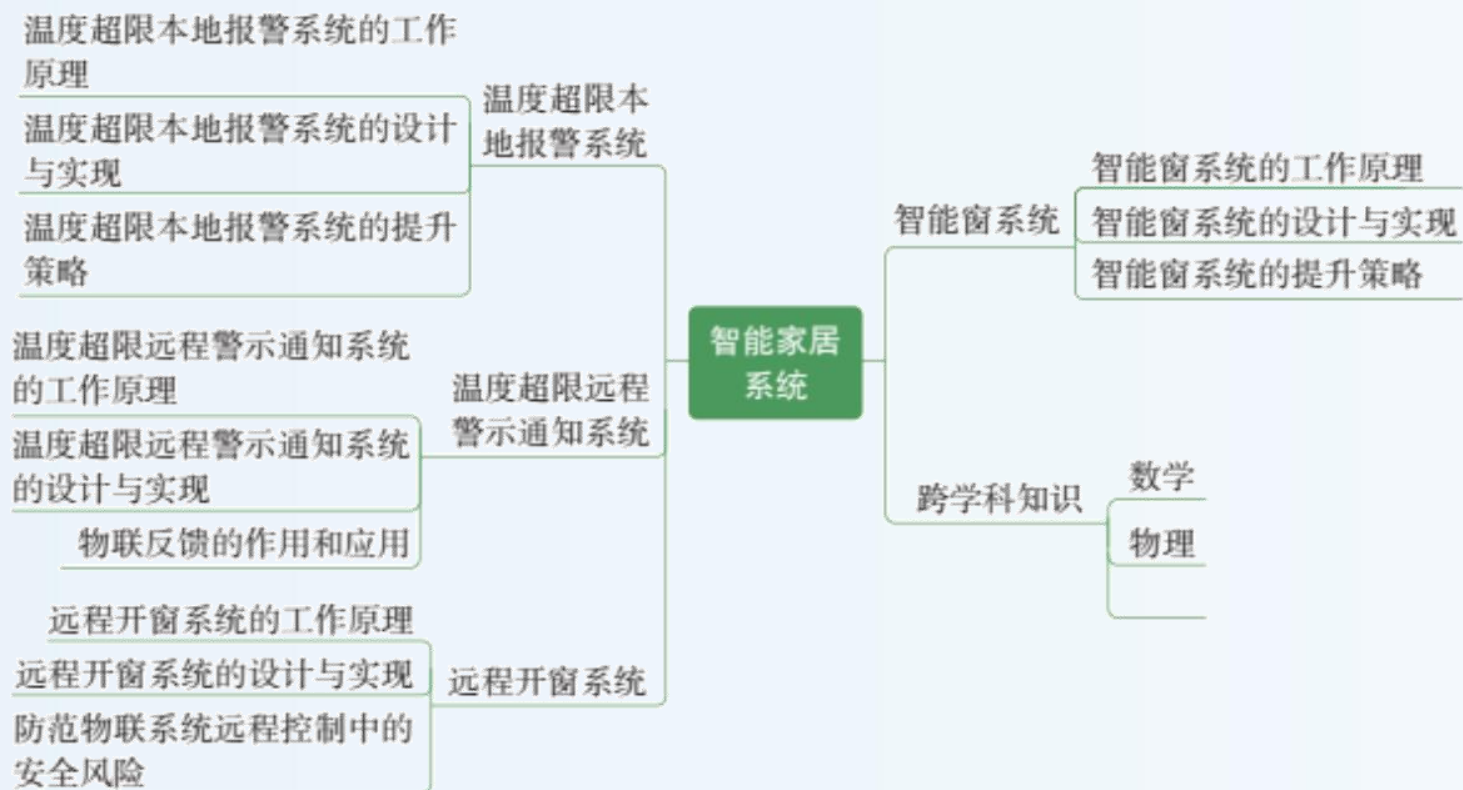 温度超限本地报警系统的工作
原理
温度超限本地报警系统的设计
与实现
温度超限本地报警系统的提升
策略
温度超限本
地报警系统
温度超限远程警示通知系统
的工作原理
温度超限远程警示通知系统
的设计与实现
物联反馈的作用和应用
温度超限远程
警示通知系统
远程开窗系统的工作原理
远程开窗系统的设计与实现
防范物联系统远程控制中的
安全风险
远程开窗系统
智能家居
系统
智能窗系统
智能窗系统的工作原理
智能窗系统的设计与实现
智能窗系统的提升策略
跨学科知识
数学
物理